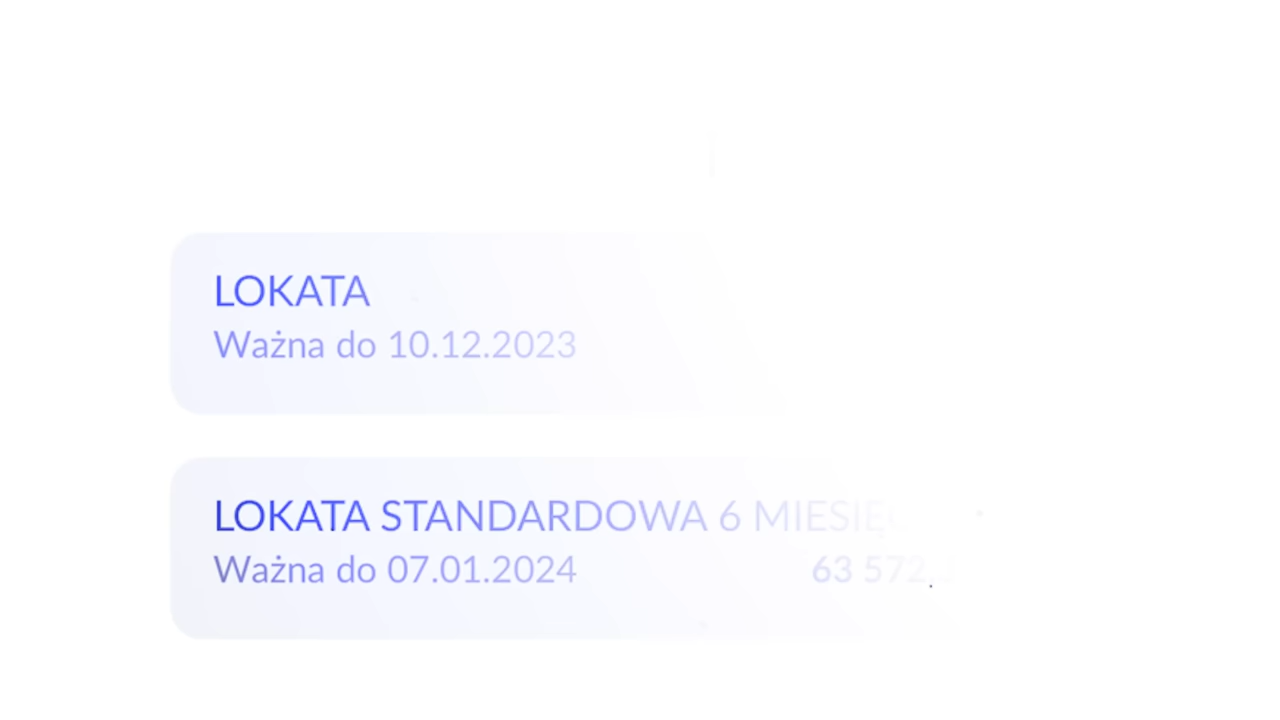 LOKATA
Ważna do 10.12.2023
LOKATA STANDARDOWA 6
Ważna do 07.01.2024
63 572,